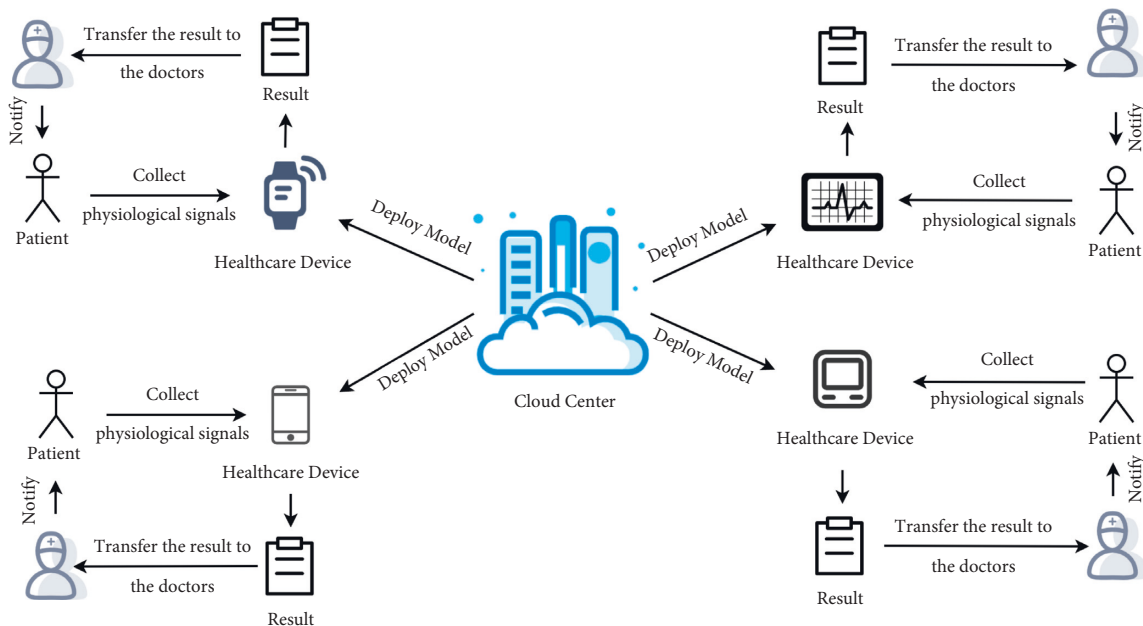 Transfer the result to
the doctors
Result
Notify
Collect
physiological signals
Patient
Healthcare Device
Deploy Model
Transfer the result to
the doctors
Result
Notify
Collect
physiological signals
Patient
Healthcare Device
Deploy Model
Cloud Center
Deploy Model
Collect
physiological signals
Patient
Healthcare Device
Notify
Transfer the result to
the doctors
Result
Deploy Model
Collect
physiological signals
Patient
Healthcare Device
Notify
Transfer the result to
the doctors
Result